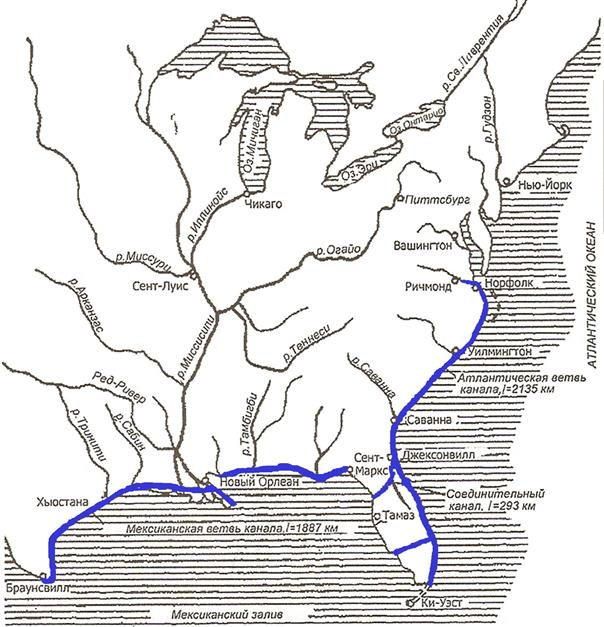 р. Св. Лаврентия
Оз. Онтарио
р. Гудзон
Оз. Мичиган
Оз. Эри
Нью-Йорк
Чикаго
Питтсбург
р. Иллинойс
Вашингтон
р. Огайо
р. Миссури
Сент-Луис
Ричмонд
Норфолк
АТЛАНТИЧЕСКИЙ ОКЕАН
р. Арканзас
р. Миссисипи
р. Теннеси
Уилмингтон
р. Саванна
Атлантическая ветвь
канала, l=2135 км
Ред-Ривер
р. Тринити
р. Сабин
р. Тамбигби
Саванна
Сент-
Маркс
Джексонвилл
Новый Орлеан
Хьюстана
Соединительный
канал, l=293 км
Тамаз
Мексиканская ветвь канала, l=1887 км
Браунсвилл
Ки-Уэст
Мексиканский залив